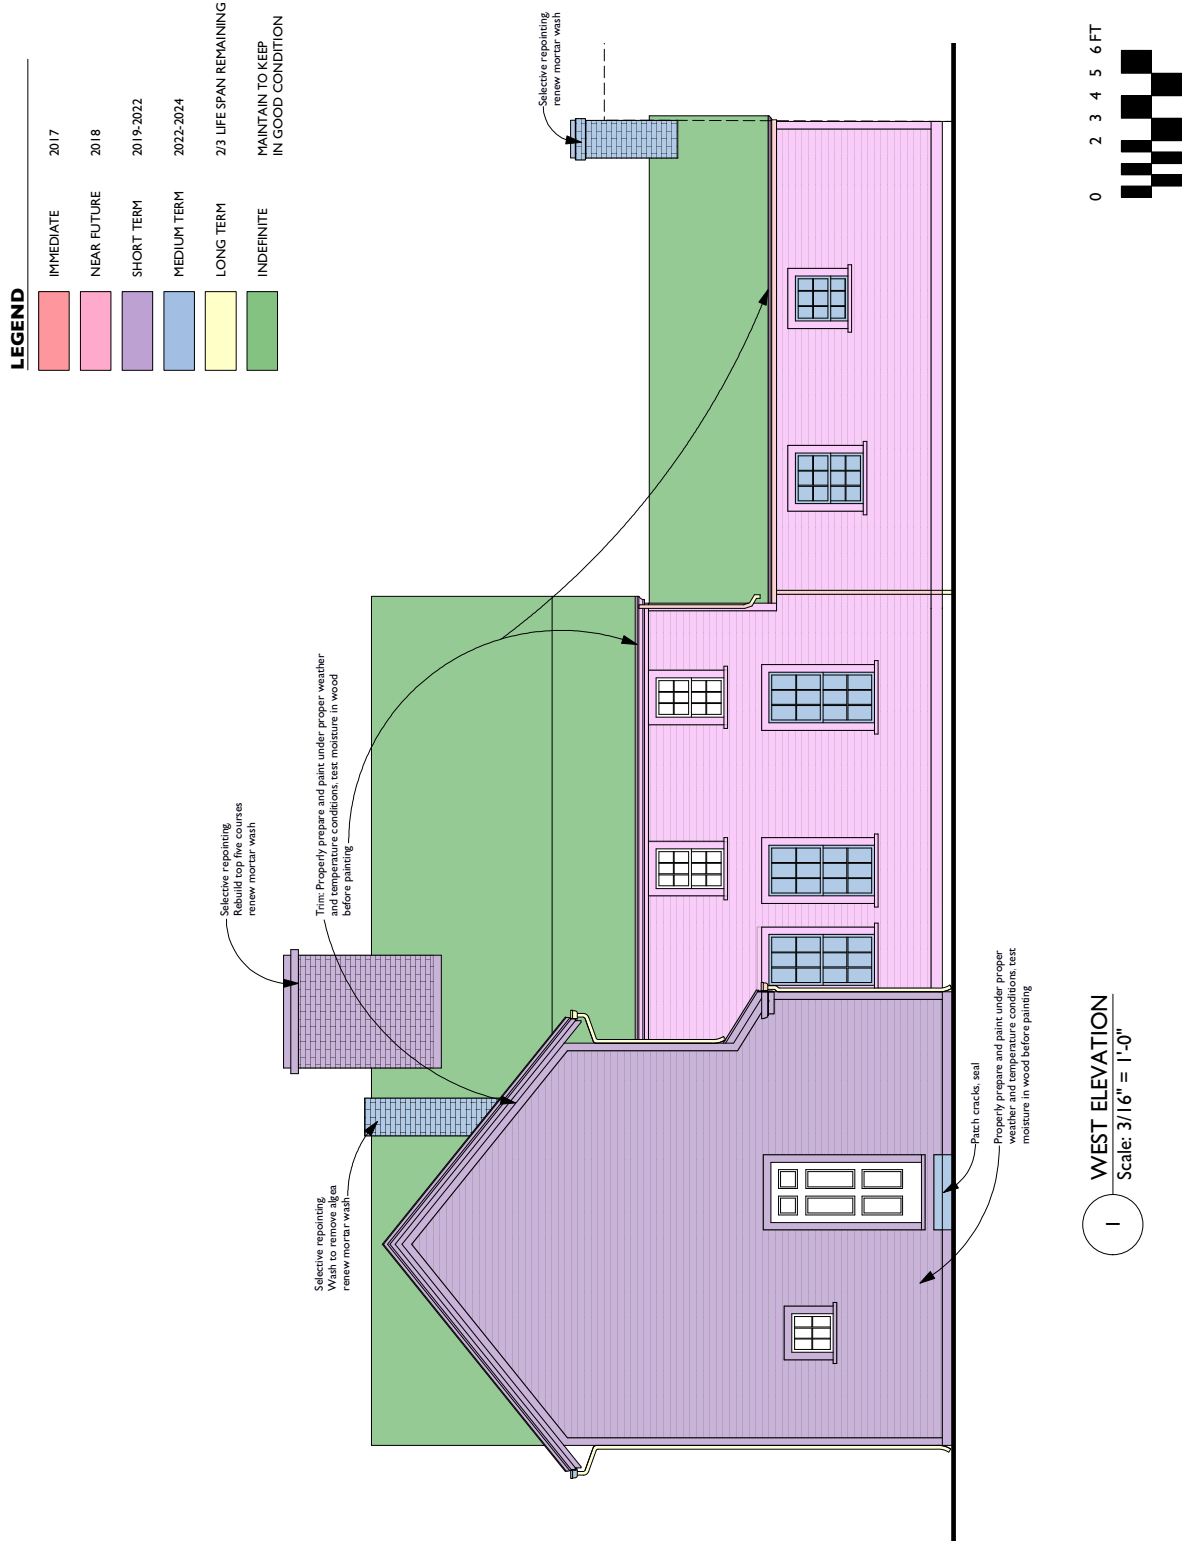 LEGEND
IMMEDIATE 2017
NEAR FUTURE 2018
SHORT TERM 2019-2022
MEDIUM TERM 2022-2024
LONG TERM 2/3 LIFE SPAN REMAINING
INDEFINITE MAINTAIN TO KEEP
IN GOOD CONDITION
Selective repointing,
Rebuild top five courses
renew mortar wash
Selective repointing,
Wash to remove algea
renew mortar wash
Trim: Properly prepare and paint under proper weather
and temperature conditions, test moisture in wood
before painting
Selective repointing,
renew mortar wash
Patch cracks, seal
Properly prepare and paint under proper
weather and temperature conditions, test
moisture in wood before painting
1
WEST ELEVATION
Scale: 3/16" = 1'-0"
0 2 3 4 5 6 FT